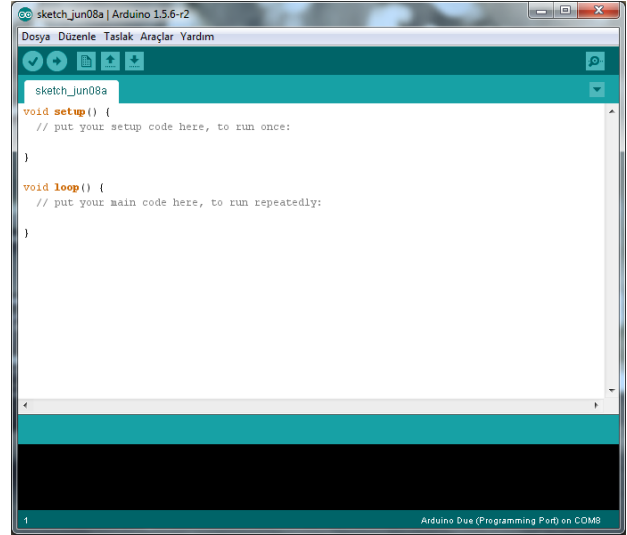 sketch_jun08a | Arduino 1.5.6-r2
Dosya Düzenle Taslak Araçlar Yardım
sketch_jun08a
void setup() {
  // put your setup code here, to run once:
}
void loop() {
  // put your main code here, to run repeatedly:
}
1 Arduino Due (Programming Port) on COM8